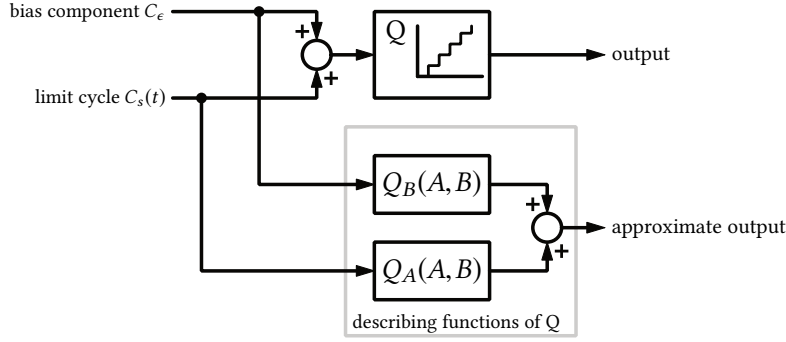 bias component C_ϵ
+
Q
output
+
limit cycle C_s(t)
Q_B(A, B)
+
approximate output
+
Q_A(A, B)
describing functions of Q